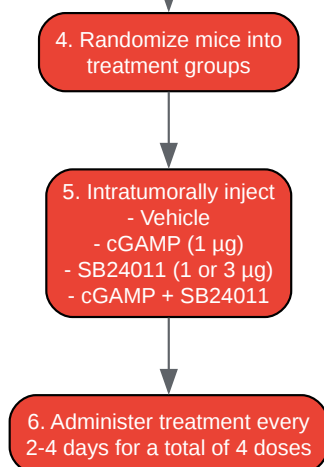 4. Randomize mice into
treatment groups
5. Intratumorally inject
- Vehicle
- cGAMP (1 µg)
- SB24011 (1 or 3 µg)
- cGAMP + SB24011
6. Administer treatment every
2-4 days for a total of 4 doses